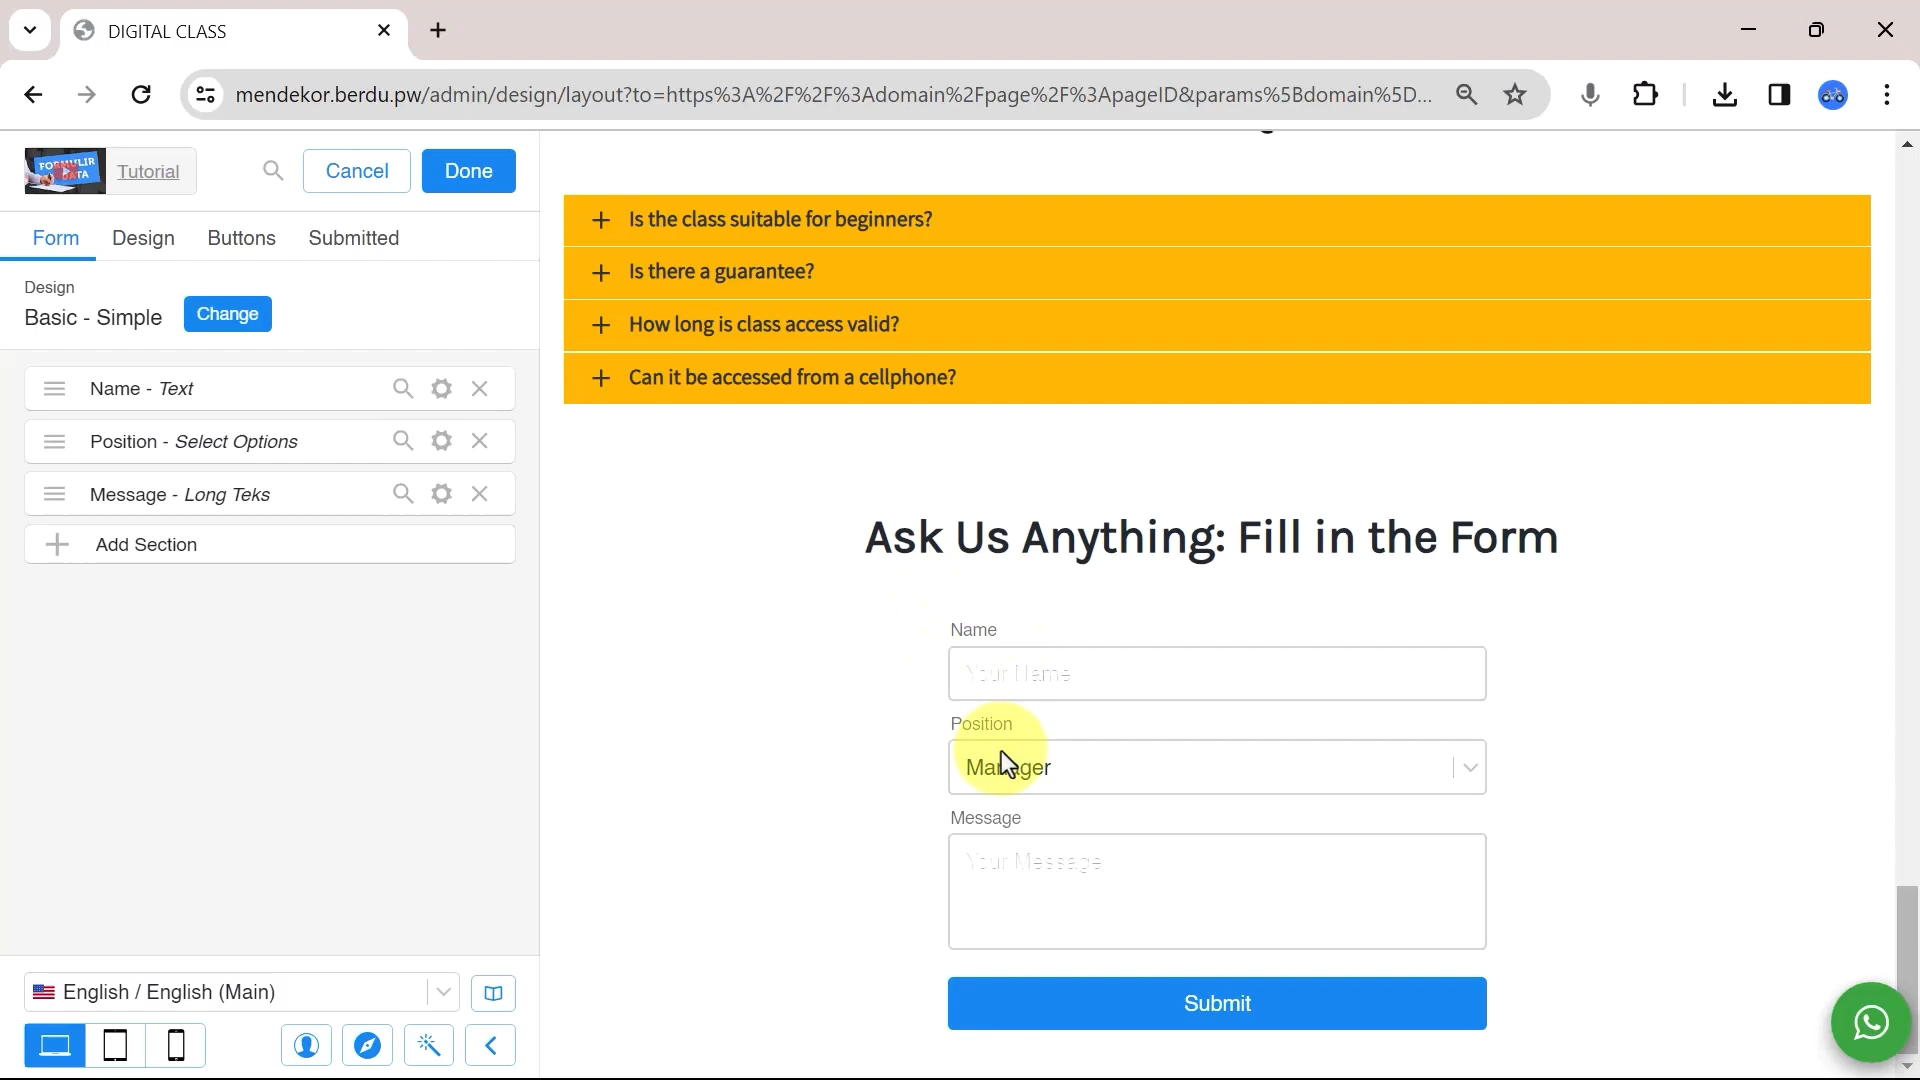 DIGITAL CLASS
mendekor.berdu.pw/admin/design/layout?to=https%3A%2F%2F%3Adomain%2Fpage%2F%3ApageID&params%5Bdomain%5D...
FORMULIR
DATA
Tutorial
Cancel
Done
Form
Design
Buttons
Submitted
Design
Basic - Simple
Change
Name - Text
Position - Select Options
Message - Long Teks
Add Section
English / English (Main)
Is the class suitable for beginners?
Is there a guarantee?
How long is class access valid?
Can it be accessed from a cellphone?
Ask Us Anything: Fill in the Form
Name
Your Name
Position
Manager
Message
Your Message
Submit